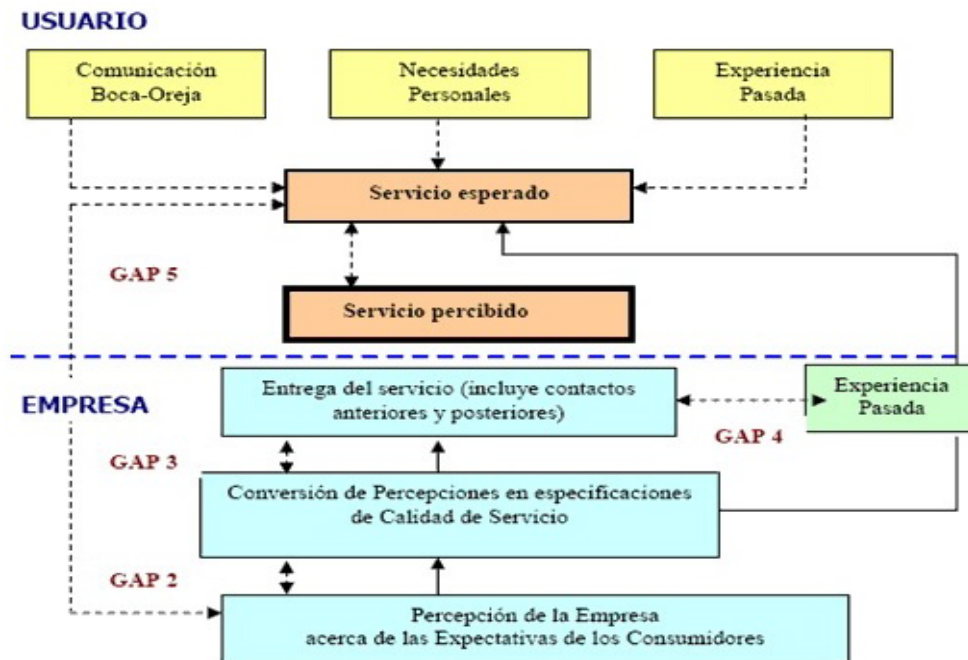 USUARIO
Comunicación
Boca-Oreja
Necesidades
Personales
Experiencia
Pasada
Servicio esperado
GAP 5
Servicio percibido
EMPRESA
Entrega del servicio (incluye contactos
anteriores y posteriores)
Experiencia
Pasada
GAP 4
GAP 3
Conversión de Percepciones en especificaciones
de Calidad de Servicio
GAP 2
Percepción de la Empresa
acerca de las Expectativas de los Consumidores